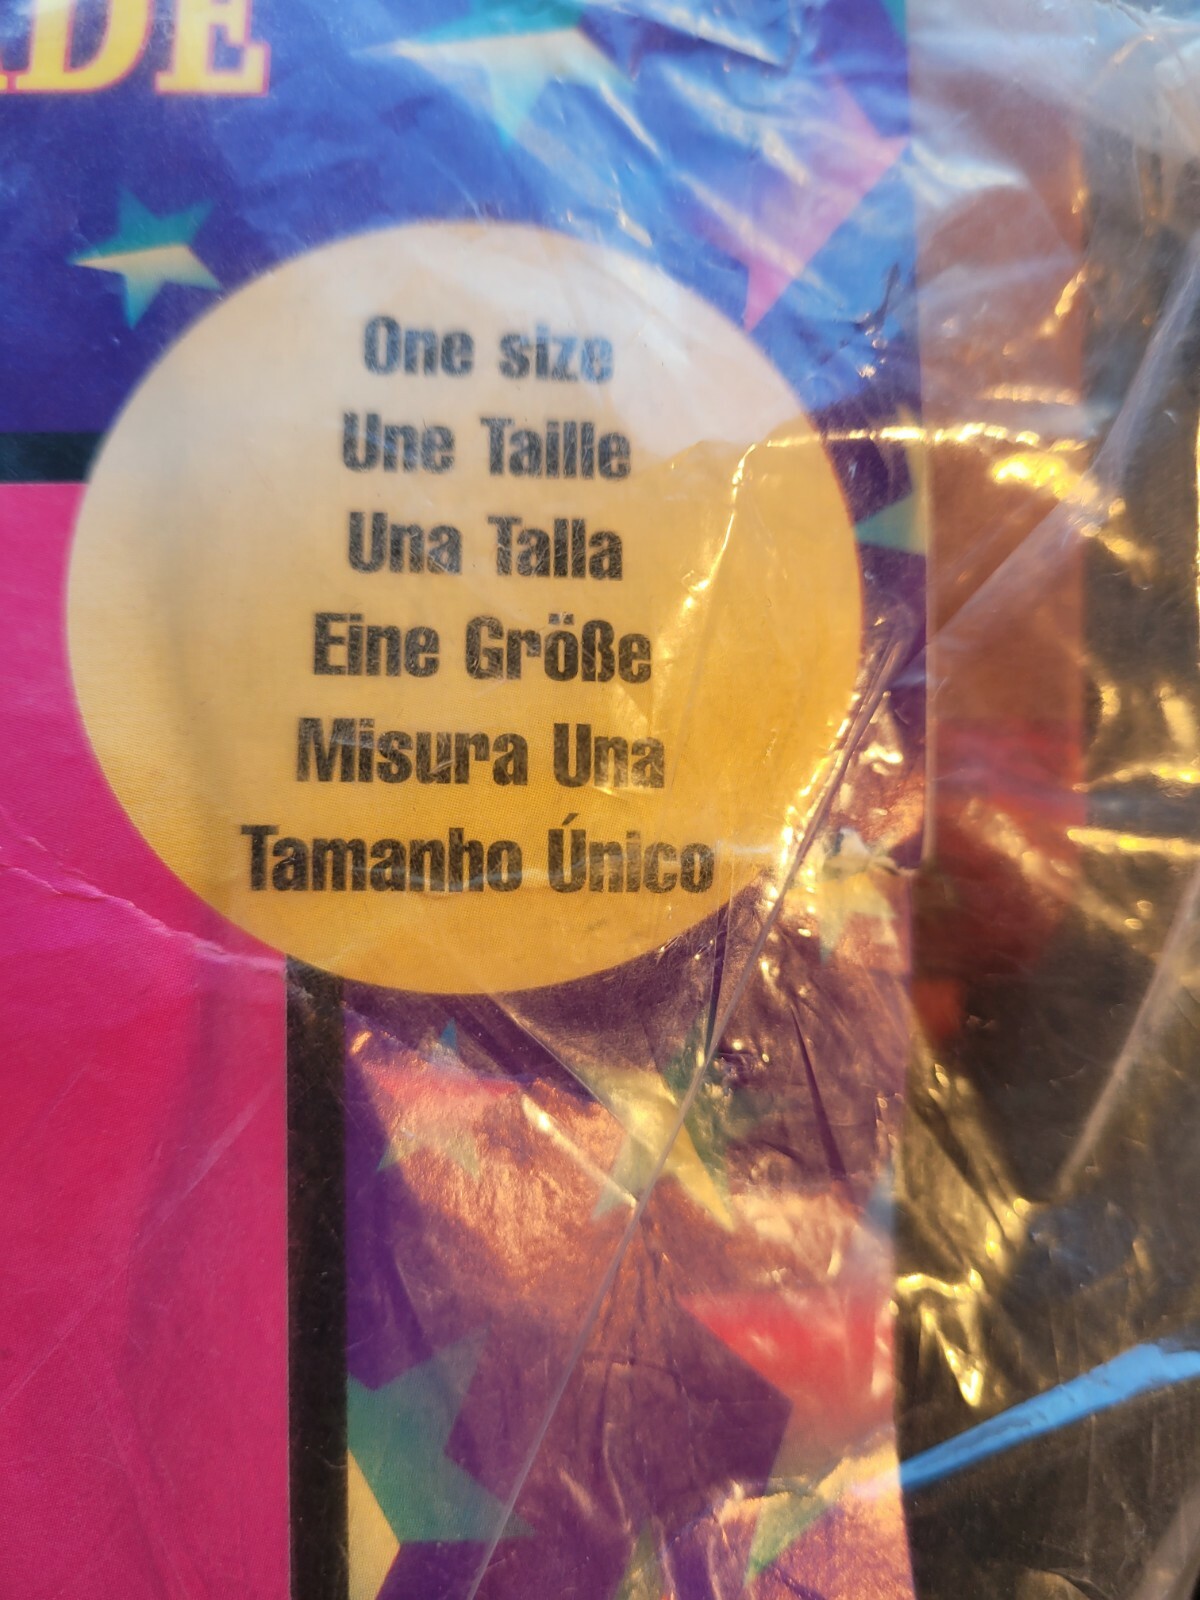 ADE
One size
Une Taille
Una Talla
Eine Größe
Misura Una
Tamanho Único